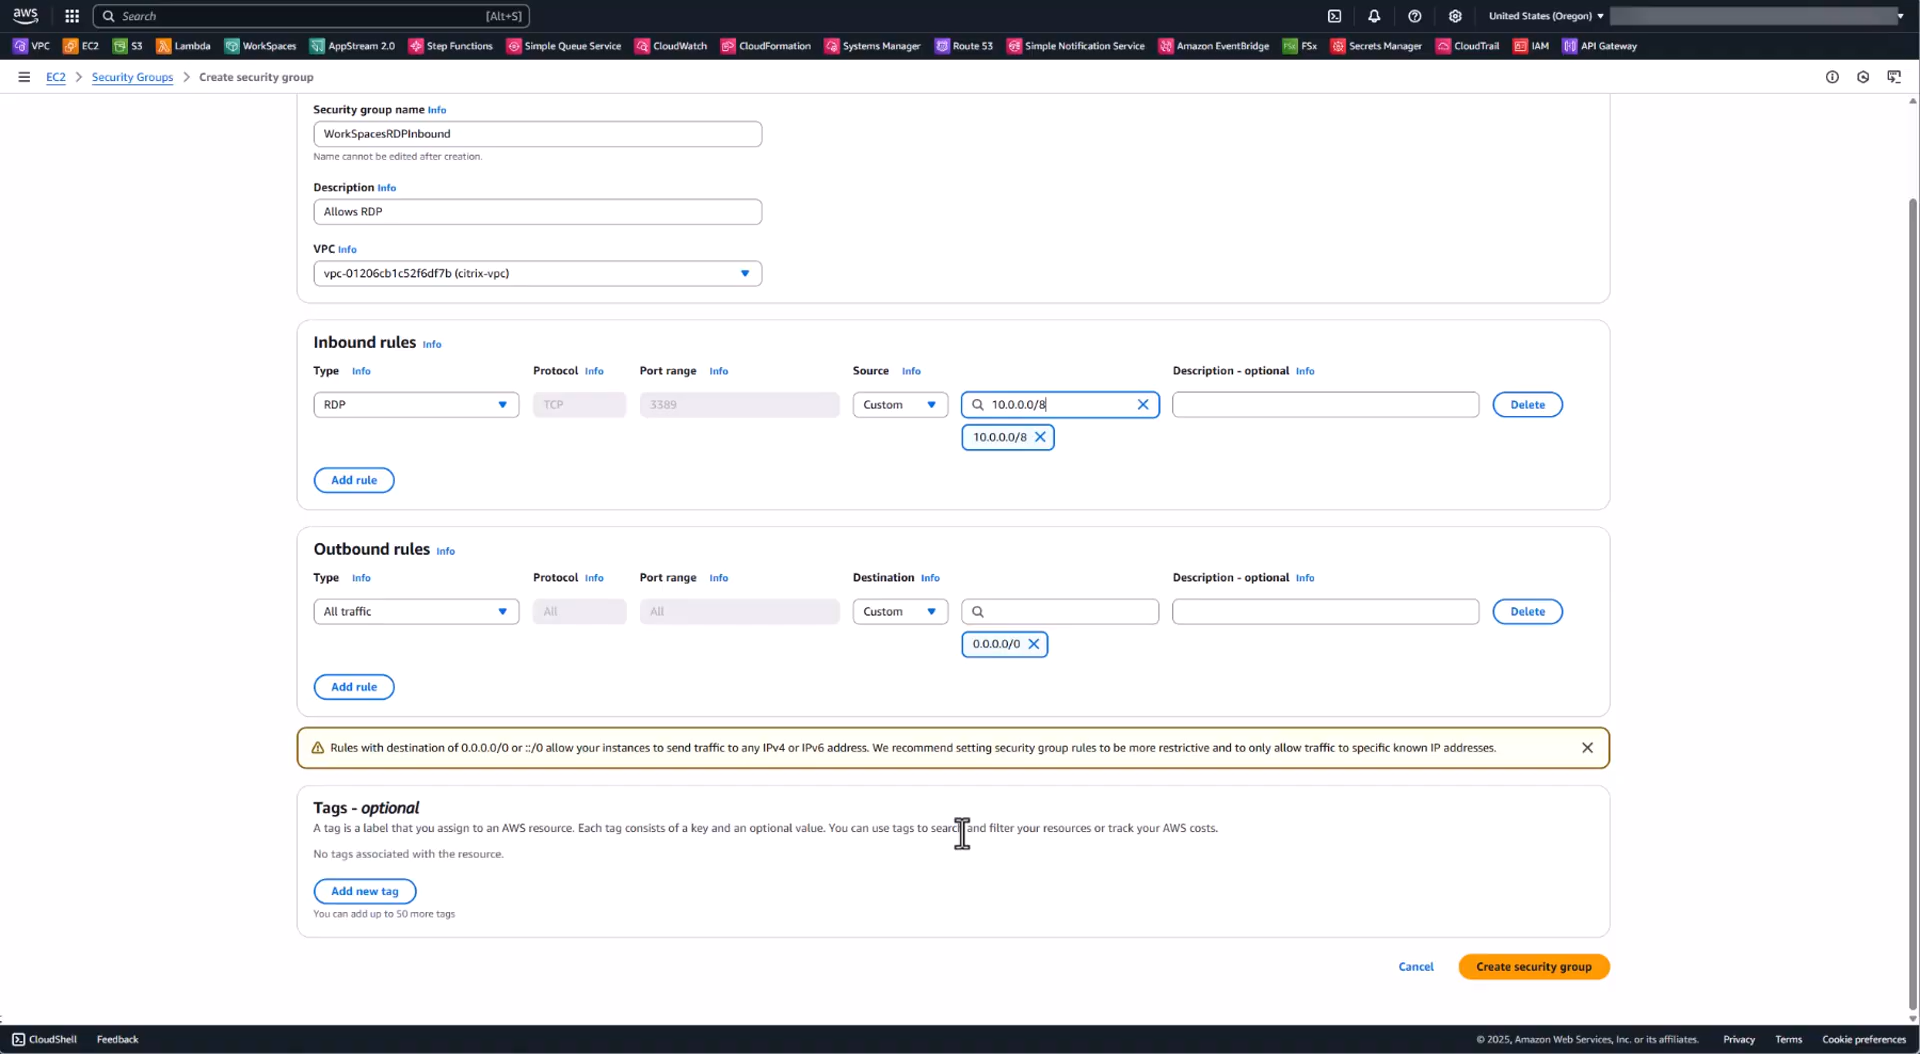 aws Search [Alt+S] United States (Oregon)
VPC EC2 S3 Lambda WorkSpaces AppStream 2.0 Step Functions Simple Queue Service CloudWatch CloudFormation Systems Manager Route 53 Simple Notification Service Amazon EventBridge FSx FSx Secrets Manager CloudTrail IAM API Gateway
EC2 > Security Groups > Create security group
Security group name Info
WorkSpacesRDPInbound
Name cannot be edited after creation.
Description Info
Allows RDP
VPC Info
vpc-01206cb1c52f6df7b (citrix-vpc)
Inbound rules Info
Type Info Protocol Info Port range Info Source Info Description - optional Info
RDP TCP 3389 Custom 10.0.0.0/8 Delete
10.0.0.0/8
Add rule
Outbound rules Info
Type Info Protocol Info Port range Info Destination Info Description - optional Info
All traffic All All Custom Delete
0.0.0.0/0
Add rule
Rules with destination of 0.0.0.0/0 or ::/0 allow your instances to send traffic to any IPv4 or IPv6 address. We recommend setting security group rules to be more restrictive and to only allow traffic to specific known IP addresses.
Tags - optional
A tag is a label that you assign to an AWS resource. Each tag consists of a key and an optional value. You can use tags to search and filter your resources or track your AWS costs.
No tags associated with the resource.
Add new tag
You can add up to 50 more tags
Cancel Create security group
CloudShell Feedback © 2025, Amazon Web Services, Inc. or its affiliates. Privacy Terms Cookie preferences